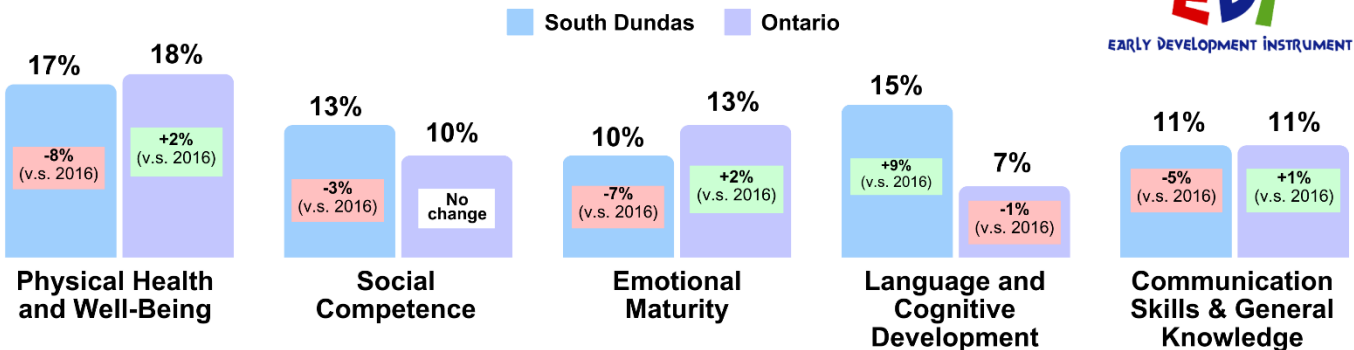 South Dundas
Ontario
EDI
EARLY DEVELOPMENT INSTRUMENT
17%
18%
-8%
(v.s. 2016)
+2%
(v.s. 2016)
Physical Health
and Well-Being
13%
10%
-3%
(v.s. 2016)
No
change
Social
Competence
10%
13%
-7%
(v.s. 2016)
+2%
(v.s. 2016)
Emotional
Maturity
15%
7%
+9%
(v.s. 2016)
-1%
(v.s. 2016)
Language and
Cognitive
Development
11%
11%
-5%
(v.s. 2016)
+1%
(v.s. 2016)
Communication
Skills & General
Knowledge